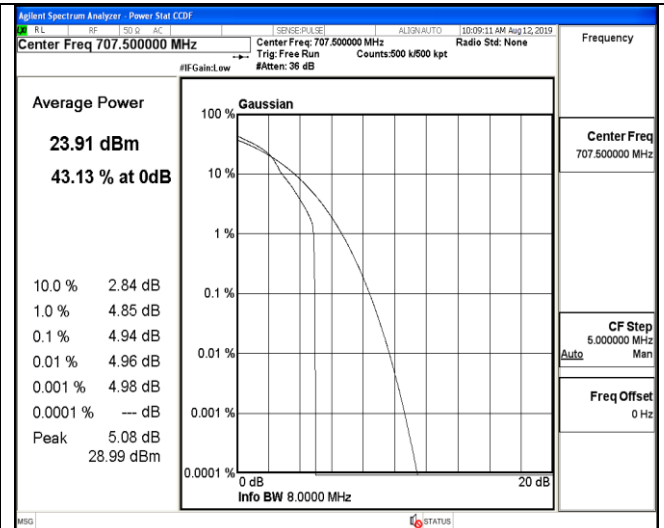 Agilent Spectrum Analyzer - Power Stat CCDF
RL RF 50 Ω AC SENSE:PULSE ALIGNAUTO 10:09:11 AM Aug 12, 2019
Center Freq 707.500000 MHz
Center Freq: 707.500000 MHz Radio Std: None
Trig: Free Run Counts:500 k/500 kpt
#IFGain:Low #Atten: 36 dB
Frequency
Average Power
23.91 dBm
43.13 % at 0dB
10.0 % 2.84 dB
1.0 % 4.85 dB
0.1 % 4.94 dB
0.01 % 4.96 dB
0.001 % 4.98 dB
0.0001 % --- dB
Peak 5.08 dB
28.99 dBm
Gaussian
100 %
10 %
1 %
0.1 %
0.01 %
0.001 %
0.0001 %
0 dB 20 dB
Info BW 8.0000 MHz
Center Freq
707.500000 MHz
CF Step
5.000000 MHz
Auto Man
Freq Offset
0 Hz
MSG STATUS